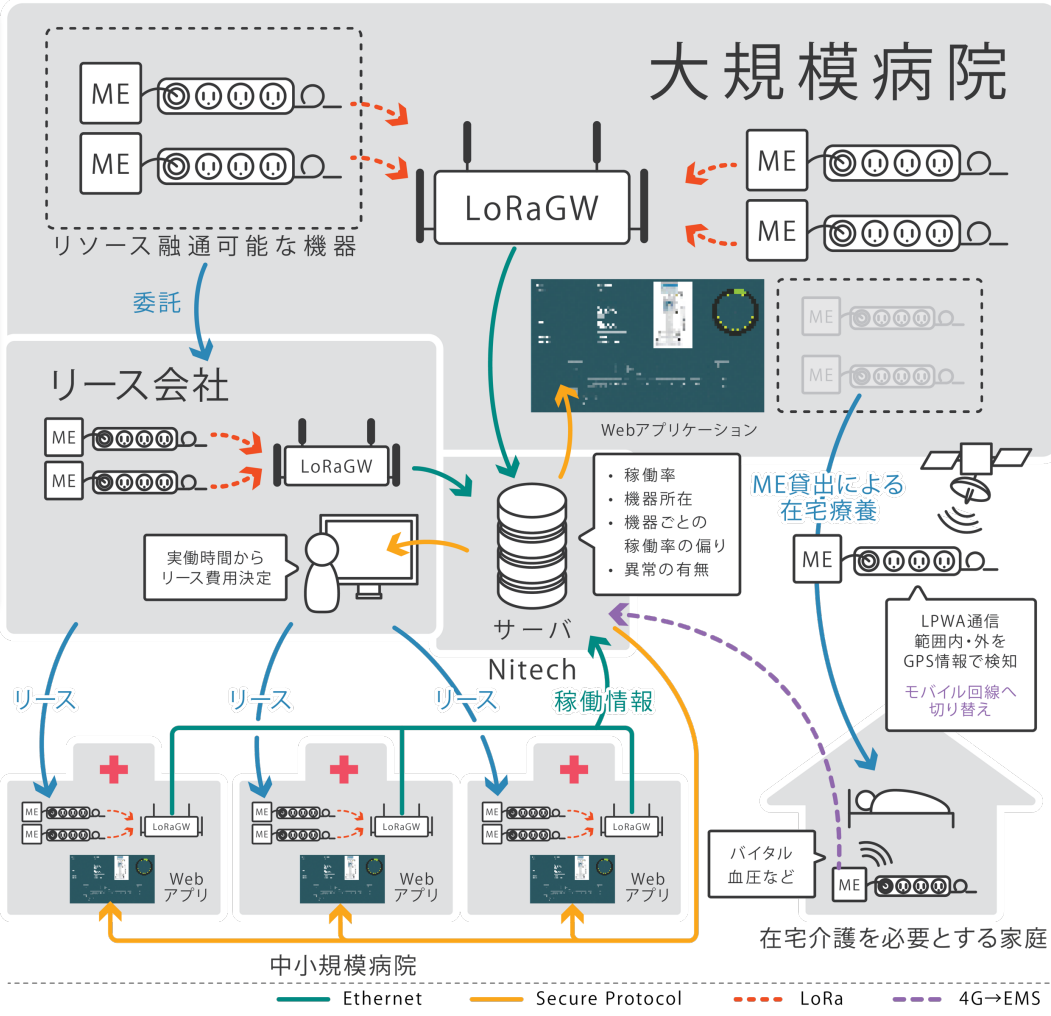 大規模病院
ME
ME
LoRaGW
ME
ME
リソース融通可能な機器
委託
ME
ME
Webアプリケーション
リース会社
ME
ME
LoRaGW
実働時間から
リース費用決定
サーバ
Nitech
・ 稼働率
・ 機器所在
・ 機器ごとの
稼働率の偏り
・ 異常の有無
ME貸出による
在宅療養
ME
LPWA通信
範囲内・外を
GPS情報で検知
モバイル回線へ
切り替え
リース
リース
リース
稼働情報
ME
ME
LoRaGW
Web
アプリ
ME
ME
LoRaGW
Web
アプリ
ME
ME
LoRaGW
Web
アプリ
中小規模病院
バイタル
血圧など
ME
在宅介護を必要とする家庭
Ethernet
Secure Protocol
LoRa
4G→EMS